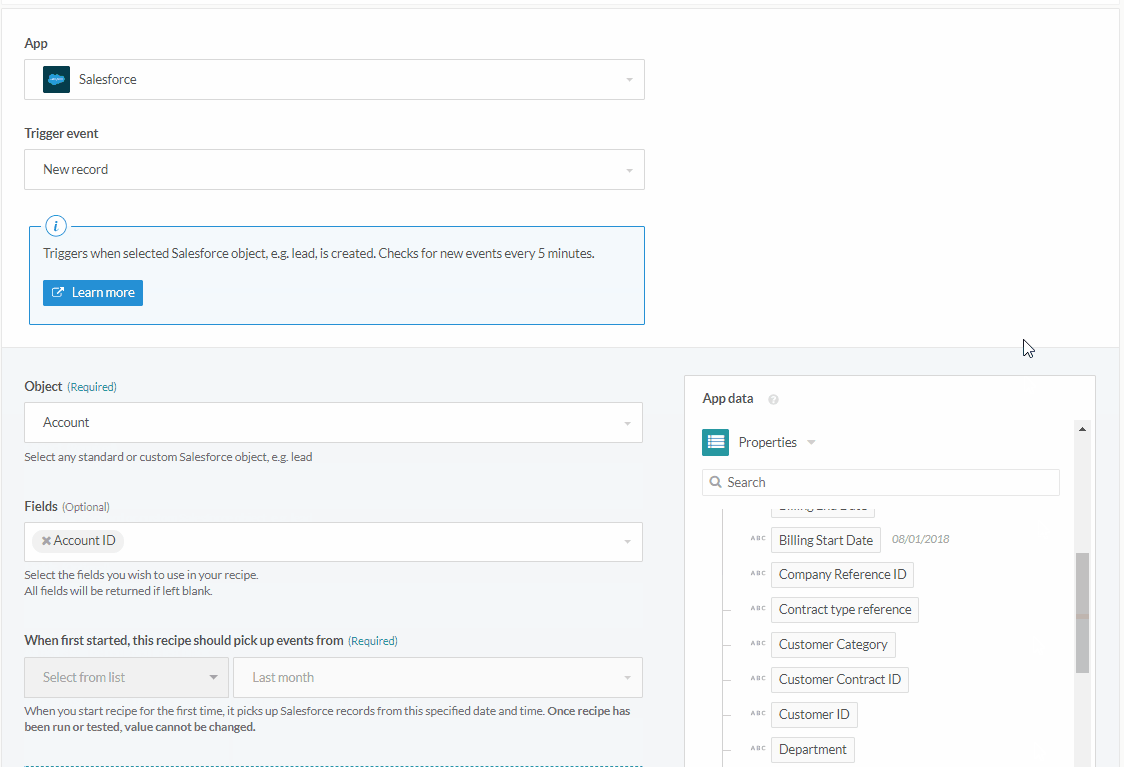 App
Salesforce
Trigger event
New record
i
Triggers when selected Salesforce object, e.g. lead, is created. Checks for new events every 5 minutes.
Learn more
Object (Required)
Account
Select any standard or custom Salesforce object, e.g. lead
Fields (Optional)
Account ID
Select the fields you wish to use in your recipe.
All fields will be returned if left blank.
When first started, this recipe should pick up events from (Required)
Select from list
Last month
When you start recipe for the first time, it picks up Salesforce records from this specified date and time. Once recipe has
been run or tested, value cannot be changed.
App data ?
Properties
Search
Billing End Date
ABC Billing Start Date 08/01/2018
ABC Company Reference ID
ABC Contract type reference
ABC Customer Category
ABC Customer Contract ID
ABC Customer ID
ABC Department